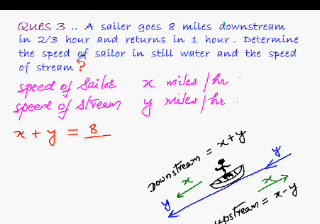 QUES 3 .. A sailer goes 8 miles downstream
in 2/3 hour and returns in 1 hour. Determine
the speed of sailor in still water and the speed
of stream?
speed of Sailor x miles/hr
speed of Stream y miles/hr
x + y = 8
Downstream = x+y
y
x
x
y
upstream = x-y